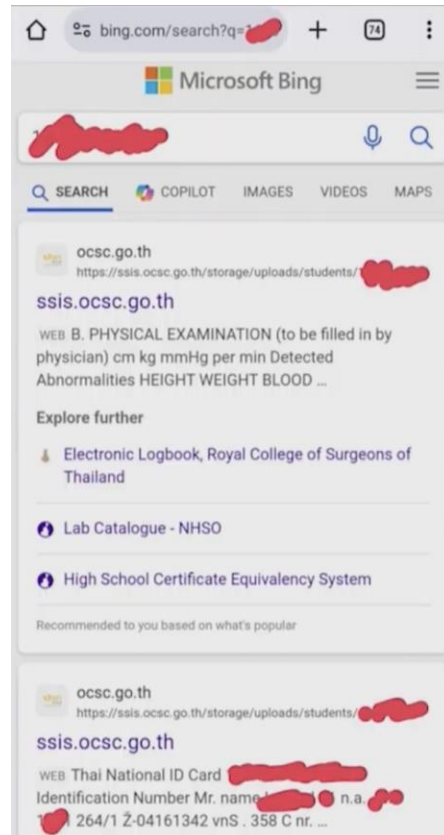 bing.com/search?q=
74
Microsoft Bing
SEARCH COPILOT IMAGES VIDEOS MAPS
ocsc.go.th
https://ssis.ocsc.go.th/storage/uploads/students/
ssis.ocsc.go.th
WEB B. PHYSICAL EXAMINATION (to be filled in by
physician) cm kg mmHg per min Detected
Abnormalities HEIGHT WEIGHT BLOOD ...
Explore further
Electronic Logbook, Royal College of Surgeons of
Thailand
Lab Catalogue - NHSO
High School Certificate Equivalency System
Recommended to you based on what's popular
ocsc.go.th
https://ssis.ocsc.go.th/storage/uploads/students/
ssis.ocsc.go.th
WEB Thai National ID Card
Identification Number Mr. name n.a.
264/1 Ž-04161342 vnS . 358 C nr. ...